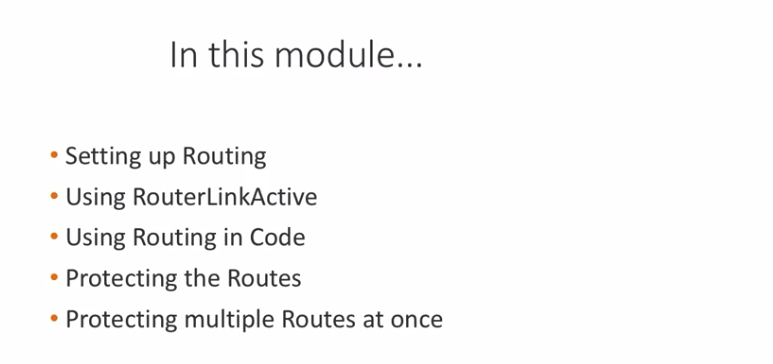 In this module...
• Setting up Routing
• Using RouterLinkActive
• Using Routing in Code
• Protecting the Routes
• Protecting multiple Routes at once